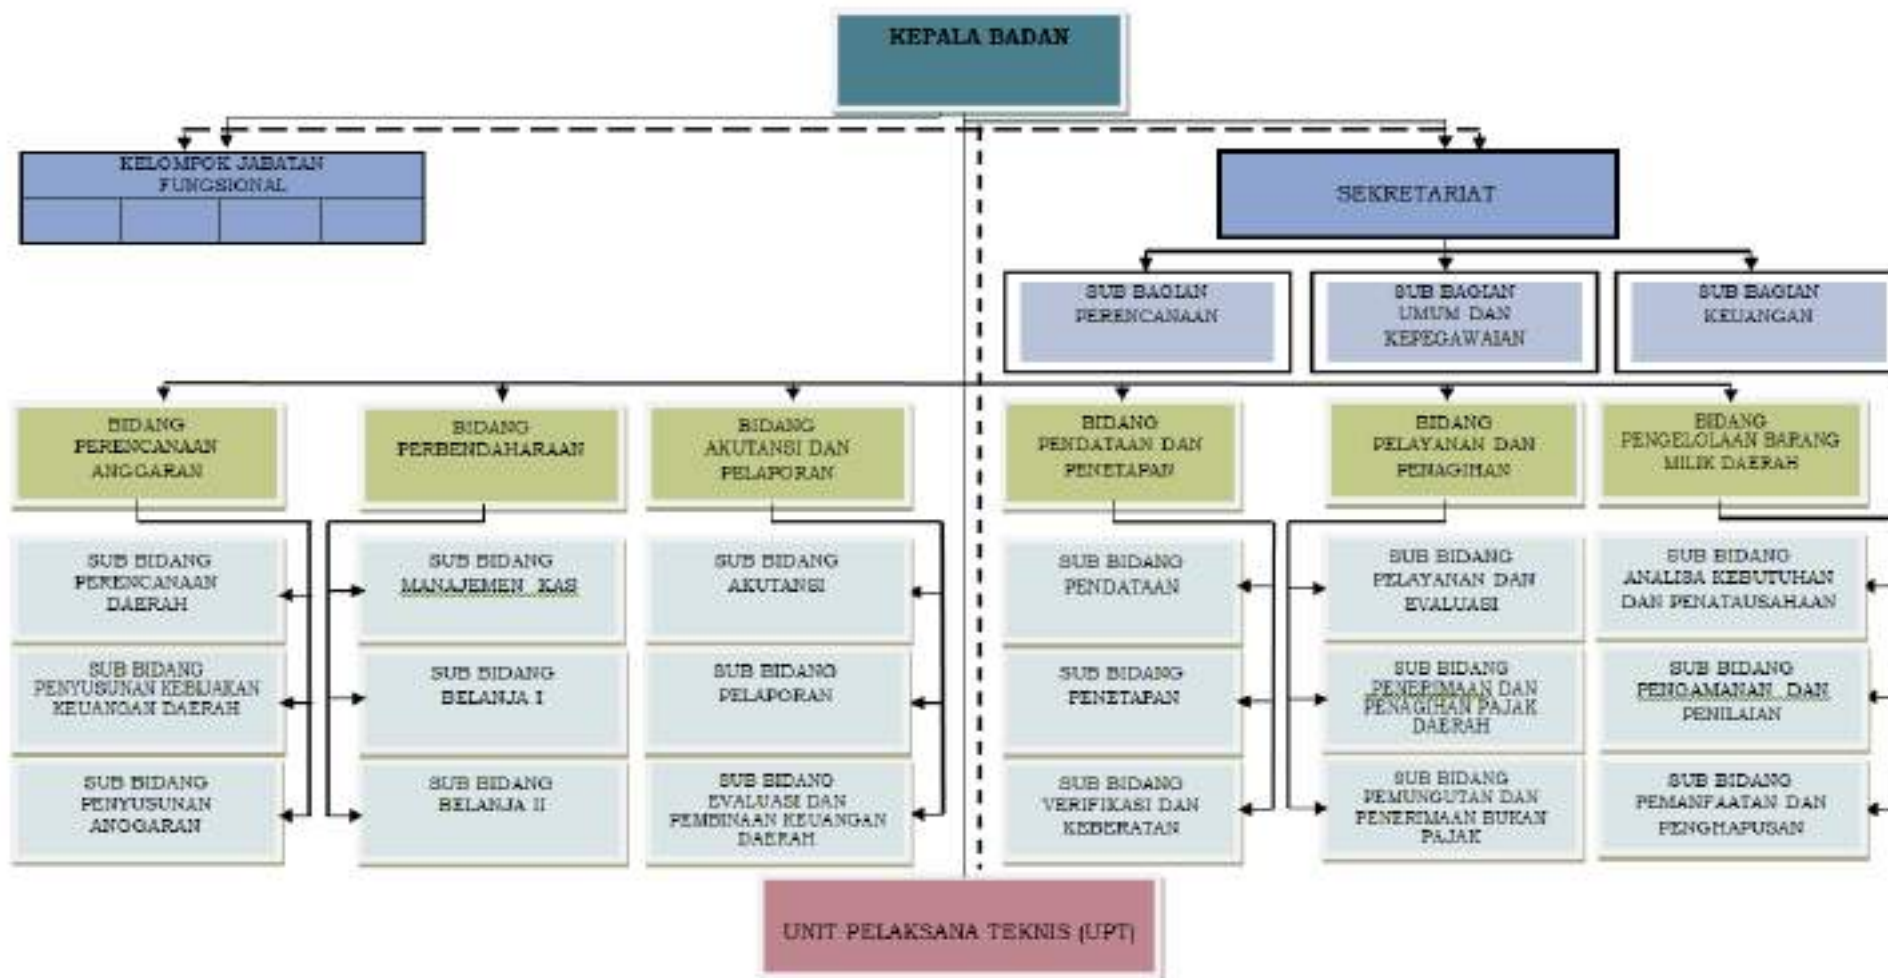 KEPALA BADAN
KELOMPOK JABATAN
FUNGSIONAL
SEKRETARIAT
SUB BAGIAN
PERENCANAAN
SUB BAGIAN
UMUM DAN
KEPEGAWAIAN
SUB BAGIAN
KEUANGAN
BIDANG
PERENCANAAN
ANGGARAN
BIDANG
PERBENDAHARAAN
BIDANG
AKUTANSI DAN
PELAPORAN
BIDANG
PENDATAAN DAN
PENETAPAN
BIDANG
PELAYANAN DAN
PENAGIHAN
BIDANG
PENGELOLAAN BARANG
MILIK DAERAH
SUB BIDANG
PERENCANAAN
DAERAH
SUB BIDANG
MANAJEMEN KAS
SUB BIDANG
AKUTANSI
SUB BIDANG
PENDATAAN
SUB BIDANG
PELAYANAN DAN
EVALUASI
SUB BIDANG
ANALISA KEBUTUHAN
DAN PENATAUSAHAAN
SUB BIDANG
PENYUSUNAN KEBIJAKAN
KEUANGAN DAERAH
SUB BIDANG
BELANJA I
SUB BIDANG
PELAPORAN
SUB BIDANG
PENETAPAN
SUB BIDANG
PENERIMAAN DAN
PENAGIHAN PAJAK
DAERAH
SUB BIDANG
PENGAMANAN DAN
PENILAIAN
SUB BIDANG
PENYUSUNAN
ANGGARAN
SUB BIDANG
BELANJA II
SUB BIDANG
EVALUASI DAN
PEMBINAAN KEUANGAN
DAERAH
SUB BIDANG
VERIFIKASI DAN
KEBERATAN
SUB BIDANG
PEMUNGUTAN DAN
PENERIMAAN BUKAN
PAJAK
SUB BIDANG
PEMANFAATAN DAN
PENGHAPUSAN
UNIT PELAKSANA TEKNIS (UPT)